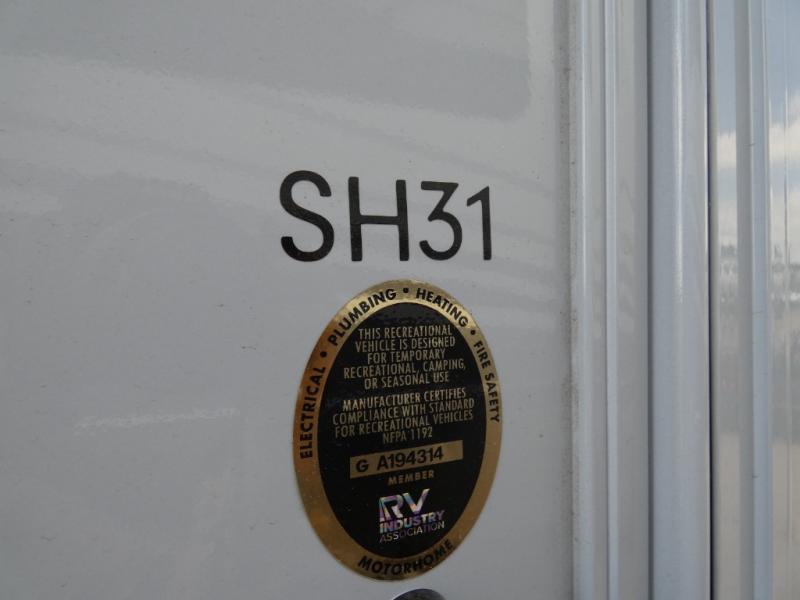 SH31
ELECTRICAL • PLUMBING • HEATING • FIRE SAFETY
THIS RECREATIONAL
VEHICLE IS DESIGNED
FOR TEMPORARY
RECREATIONAL, CAMPING,
OR SEASONAL USE
MANUFACTURER CERTIFIES
COMPLIANCE WITH STANDARD
FOR RECREATIONAL VEHICLES
NFPA 1192
G A194314
MEMBER
RV
INDUSTRY
ASSOCIATION
MOTORHOME